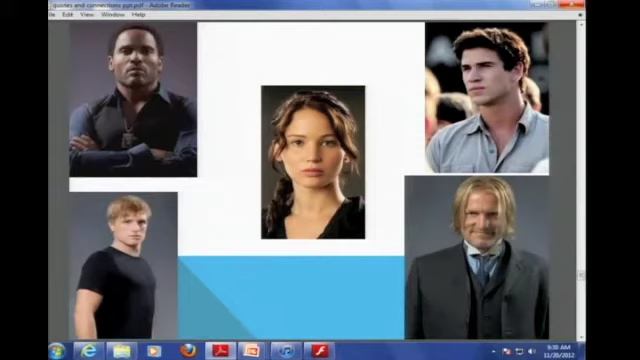 quotes and connections ppt.pdf - Adobe Reader
File Edit View Window Help
9:30 AM
11/20/2012